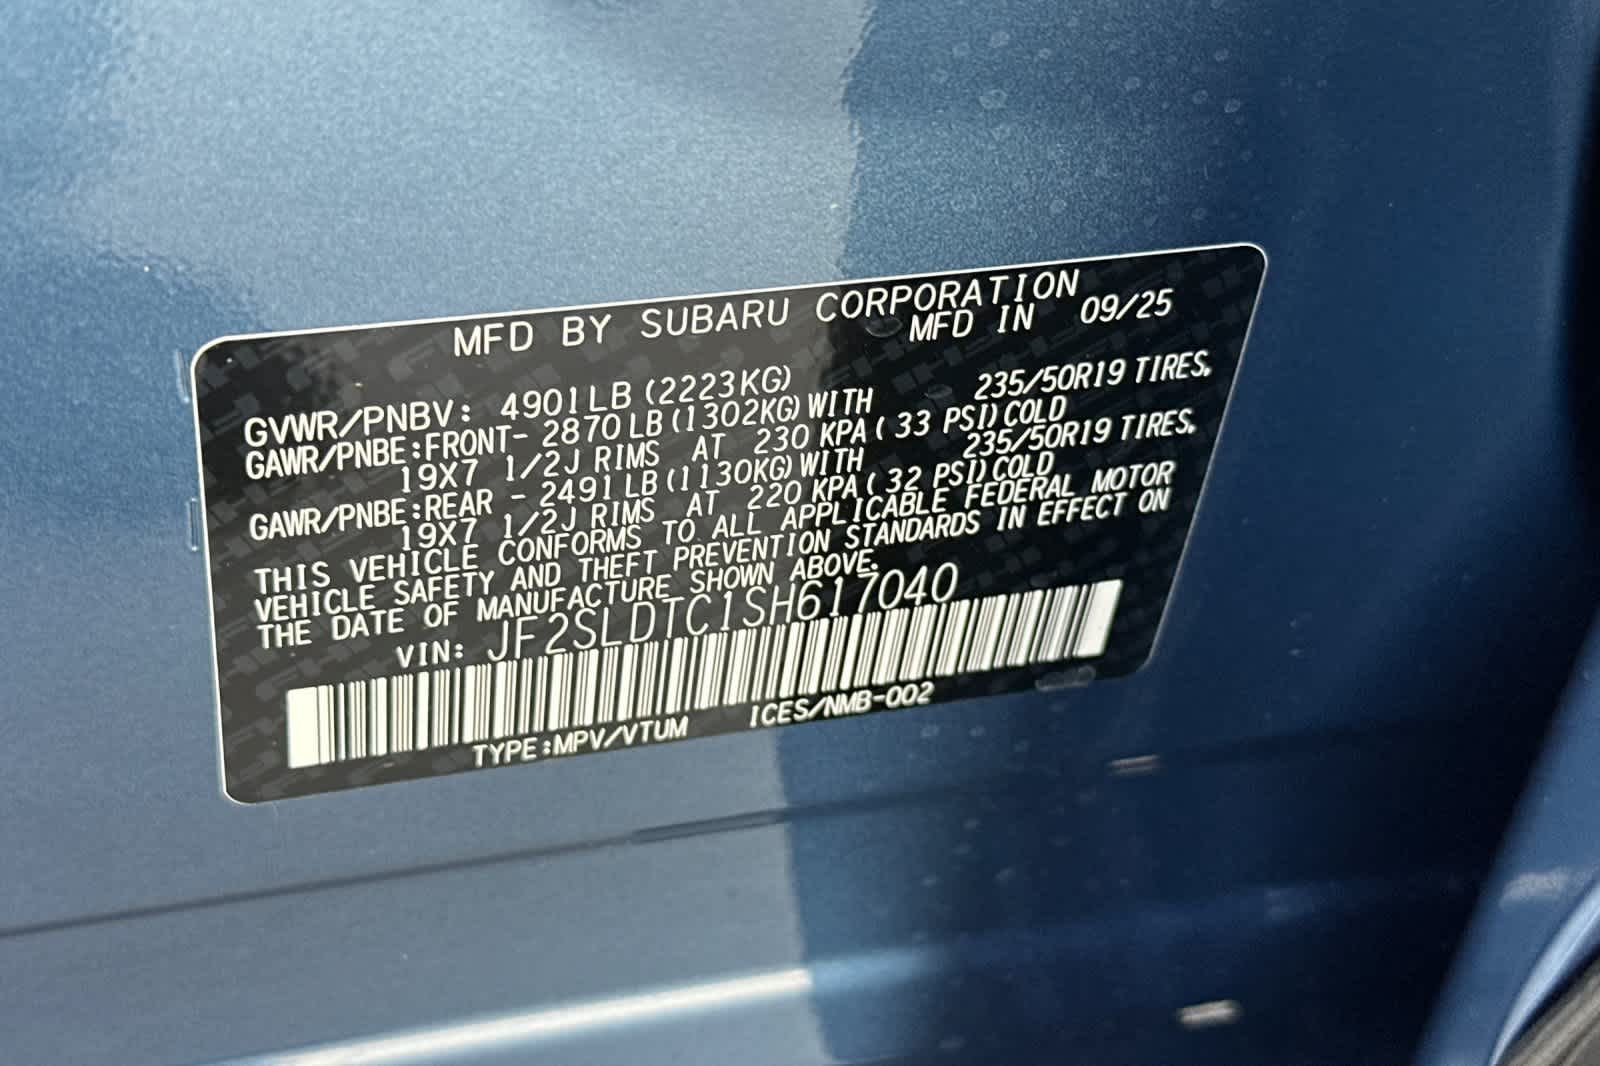 MFD BY SUBARU CORPORATION
MFD IN 09/25
GVWR/PNBV: 4901LB (2223KG)
GAWR/PNBE:FRONT- 2870LB(1302KG)WITH 235/50R19 TIRES,
19X7 1/2J RIMS AT 230 KPA( 33 PSI)COLD
GAWR/PNBE:REAR - 2491LB(1130KG)WITH 235/50R19 TIRES,
19X7 1/2J RIMS AT 220 KPA( 32 PSI)COLD
THIS VEHICLE CONFORMS TO ALL APPLICABLE FEDERAL MOTOR
VEHICLE SAFETY AND THEFT PREVENTION STANDARDS IN EFFECT ON
THE DATE OF MANUFACTURE SHOWN ABOVE.
VIN: JF2SLDTC1SH617040
TYPE:MPV/VTUM ICES/NMB-002